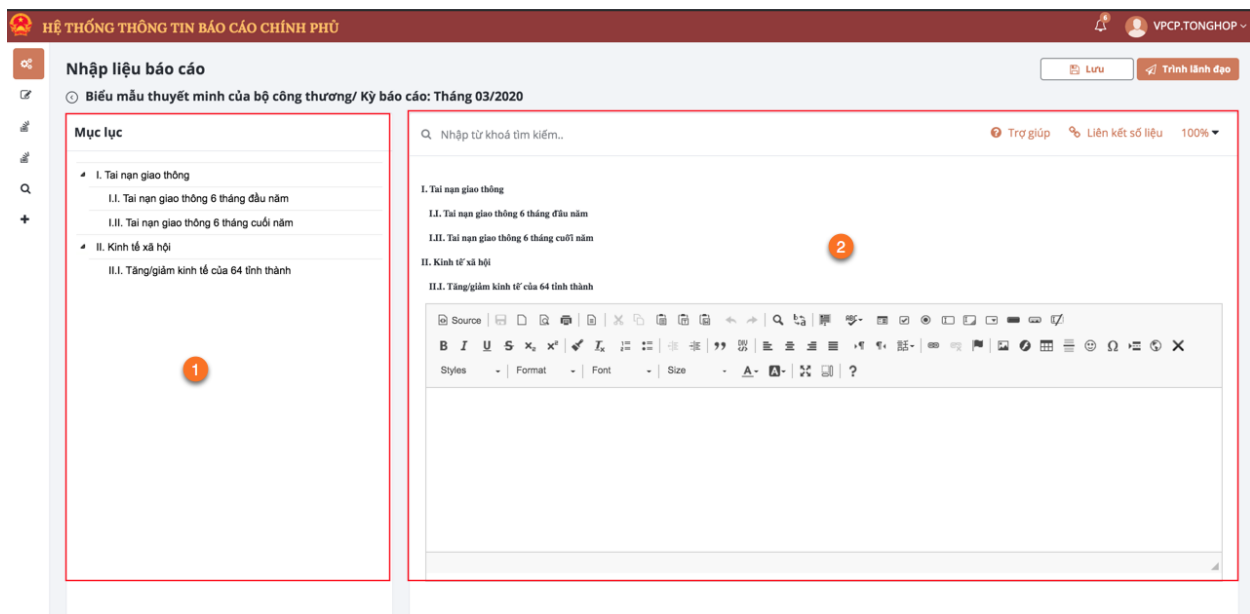 HỆ THỐNG THÔNG TIN BÁO CÁO CHÍNH PHỦ
6
VPCP.TONGHOP
Nhập liệu báo cáo
Lưu
Trình lãnh đạo
Biểu mẫu thuyết minh của bộ công thương/ Kỳ báo cáo: Tháng 03/2020
Mục lục
I. Tai nạn giao thông
I.I. Tai nạn giao thông 6 tháng đầu năm
I.II. Tai nạn giao thông 6 tháng cuối năm
II. Kinh tế xã hội
II.I. Tăng/giảm kinh tế của 64 tỉnh thành
1
Nhập từ khoá tìm kiếm..
Trợ giúp
Liên kết số liệu
100%
I. Tai nạn giao thông
I.I. Tai nạn giao thông 6 tháng đầu năm
I.II. Tai nạn giao thông 6 tháng cuối năm
2
II. Kinh tế xã hội
II.I. Tăng/giảm kinh tế của 64 tỉnh thành
Source
B I U S x₂ x² Iₓ Ω
Styles Format Font Size A A ?